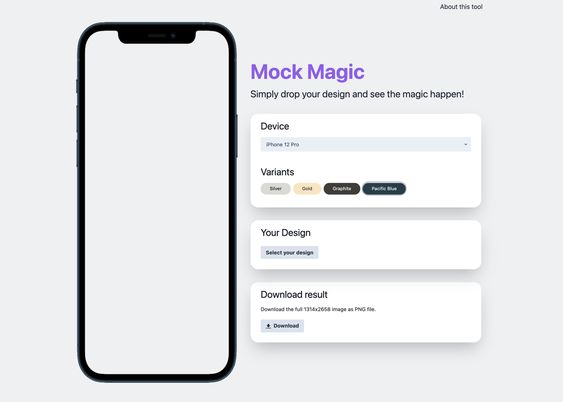 About this tool
Mock Magic
Simply drop your design and see the magic happen!
Device
iPhone 12 Pro
Variants
Silver
Gold
Graphite
Pacific Blue
Your Design
Select your design
Download result
Download the full 1314x2658 image as PNG file.
Download